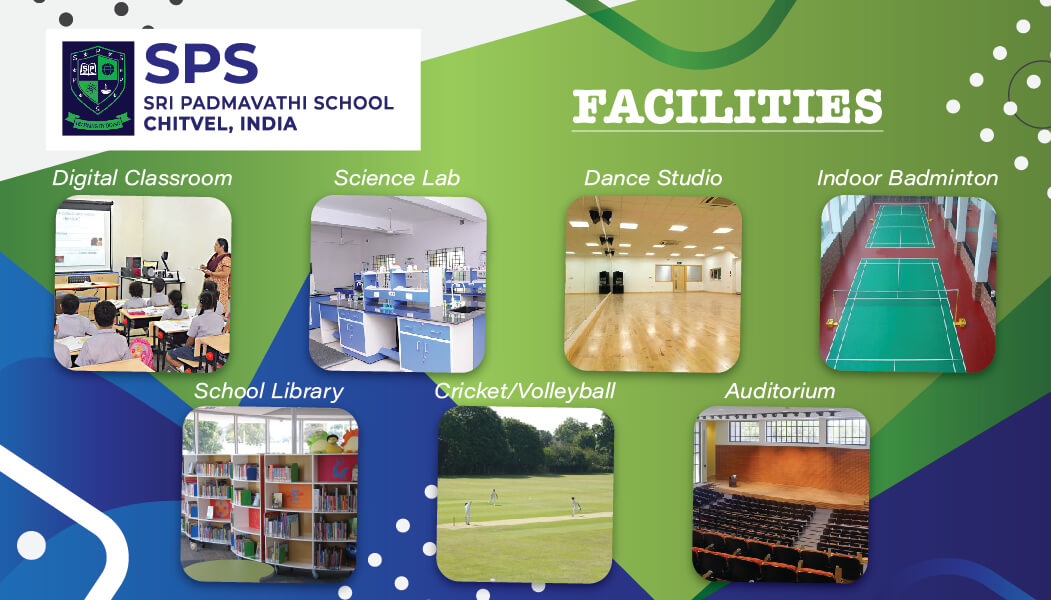 SPS
SRI PADMAVATHI SCHOOL
CHITVEL, INDIA
FACILITIES
Digital Classroom
Science Lab
Dance Studio
Indoor Badminton
School Library
Cricket/Volleyball
Auditorium